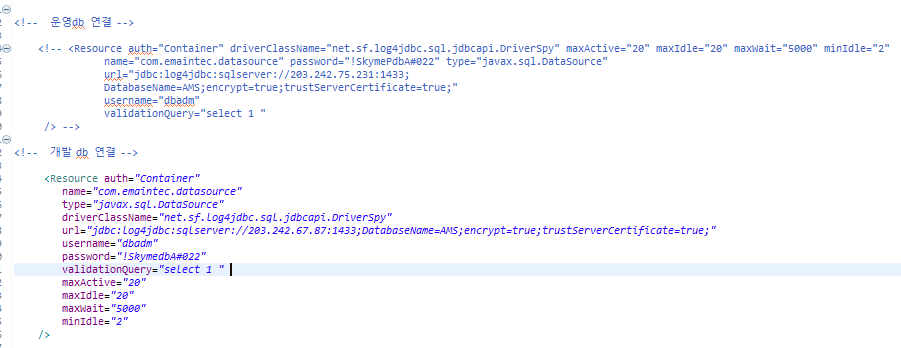 <!-- 운영db 연결 -->
<!-- <Resource auth="Container" driverClassName="net.sf.log4jdbc.sql.jdbcapi.DriverSpy" maxActive="20" maxIdle="20" maxWait="5000" minIdle="2"
name="com.emaintec.datasource" password="!SkymePdbA#022" type="javax.sql.DataSource"
url="jdbc:log4jdbc:sqlserver://203.242.75.231:1433;
DatabaseName=AMS;encrypt=true;trustServerCertificate=true;"
username="dbadm"
validationQuery="select 1 "
/> -->
<!-- 개발 db 연결 -->
<Resource auth="Container"
name="com.emaintec.datasource"
type="javax.sql.DataSource"
driverClassName="net.sf.log4jdbc.sql.jdbcapi.DriverSpy"
url="jdbc:log4jdbc:sqlserver://203.242.67.87:1433;DatabaseName=AMS;encrypt=true;trustServerCertificate=true;"
username="dbadm"
password="!SkymedbA#022"
validationQuery="select 1 "
maxActive="20"
maxIdle="20"
maxWait="5000"
minIdle="2"
/>